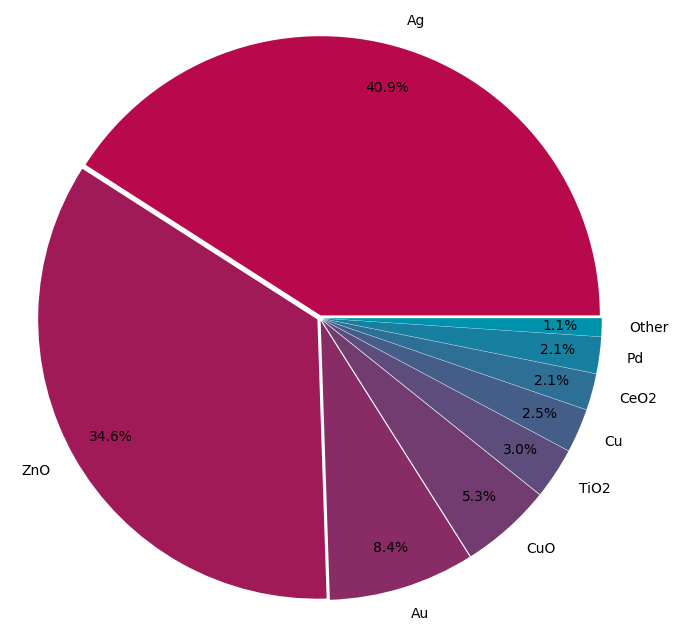 Ag
40.9%
ZnO
34.6%
Au
8.4%
CuO
5.3%
TiO2
3.0%
Cu
2.5%
CeO2
2.1%
Pd
2.1%
Other
1.1%